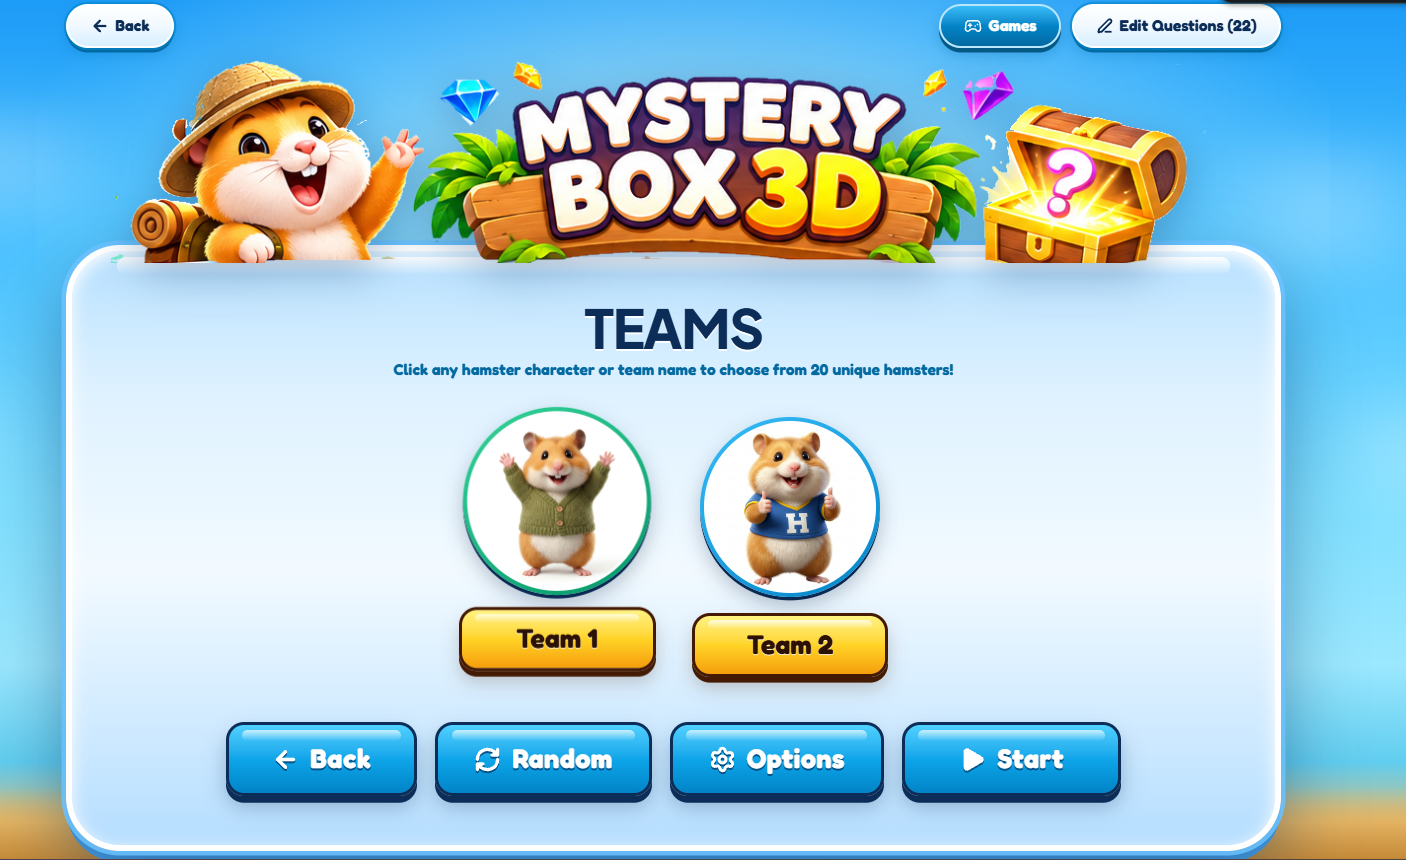 Back
Games
Edit Questions (22)
MYSTERY
BOX 3D
?
TEAMS
Click any hamster character or team name to choose from 20 unique hamsters!
H
Team 1
Team 2
Back
Random
Options
Start